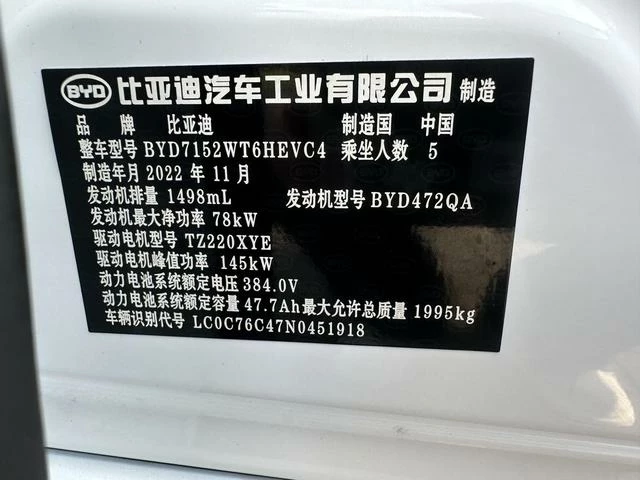 BYD 比亚迪汽车工业有限公司 制造
品牌 比亚迪 制造国 中国
整车型号 BYD7152WT6HEVC4 乘坐人数 5
制造年月 2022 年 11 月
发动机排量 1498mL 发动机型号 BYD472QA
发动机最大净功率 78kW
驱动电机型号 TZ220XYE
驱动电机峰值功率 145kW
动力电池系统额定电压 384.0V
动力电池系统额定容量 47.7Ah 最大允许总质量 1995kg
车辆识别代号 LC0C76C47N0451918